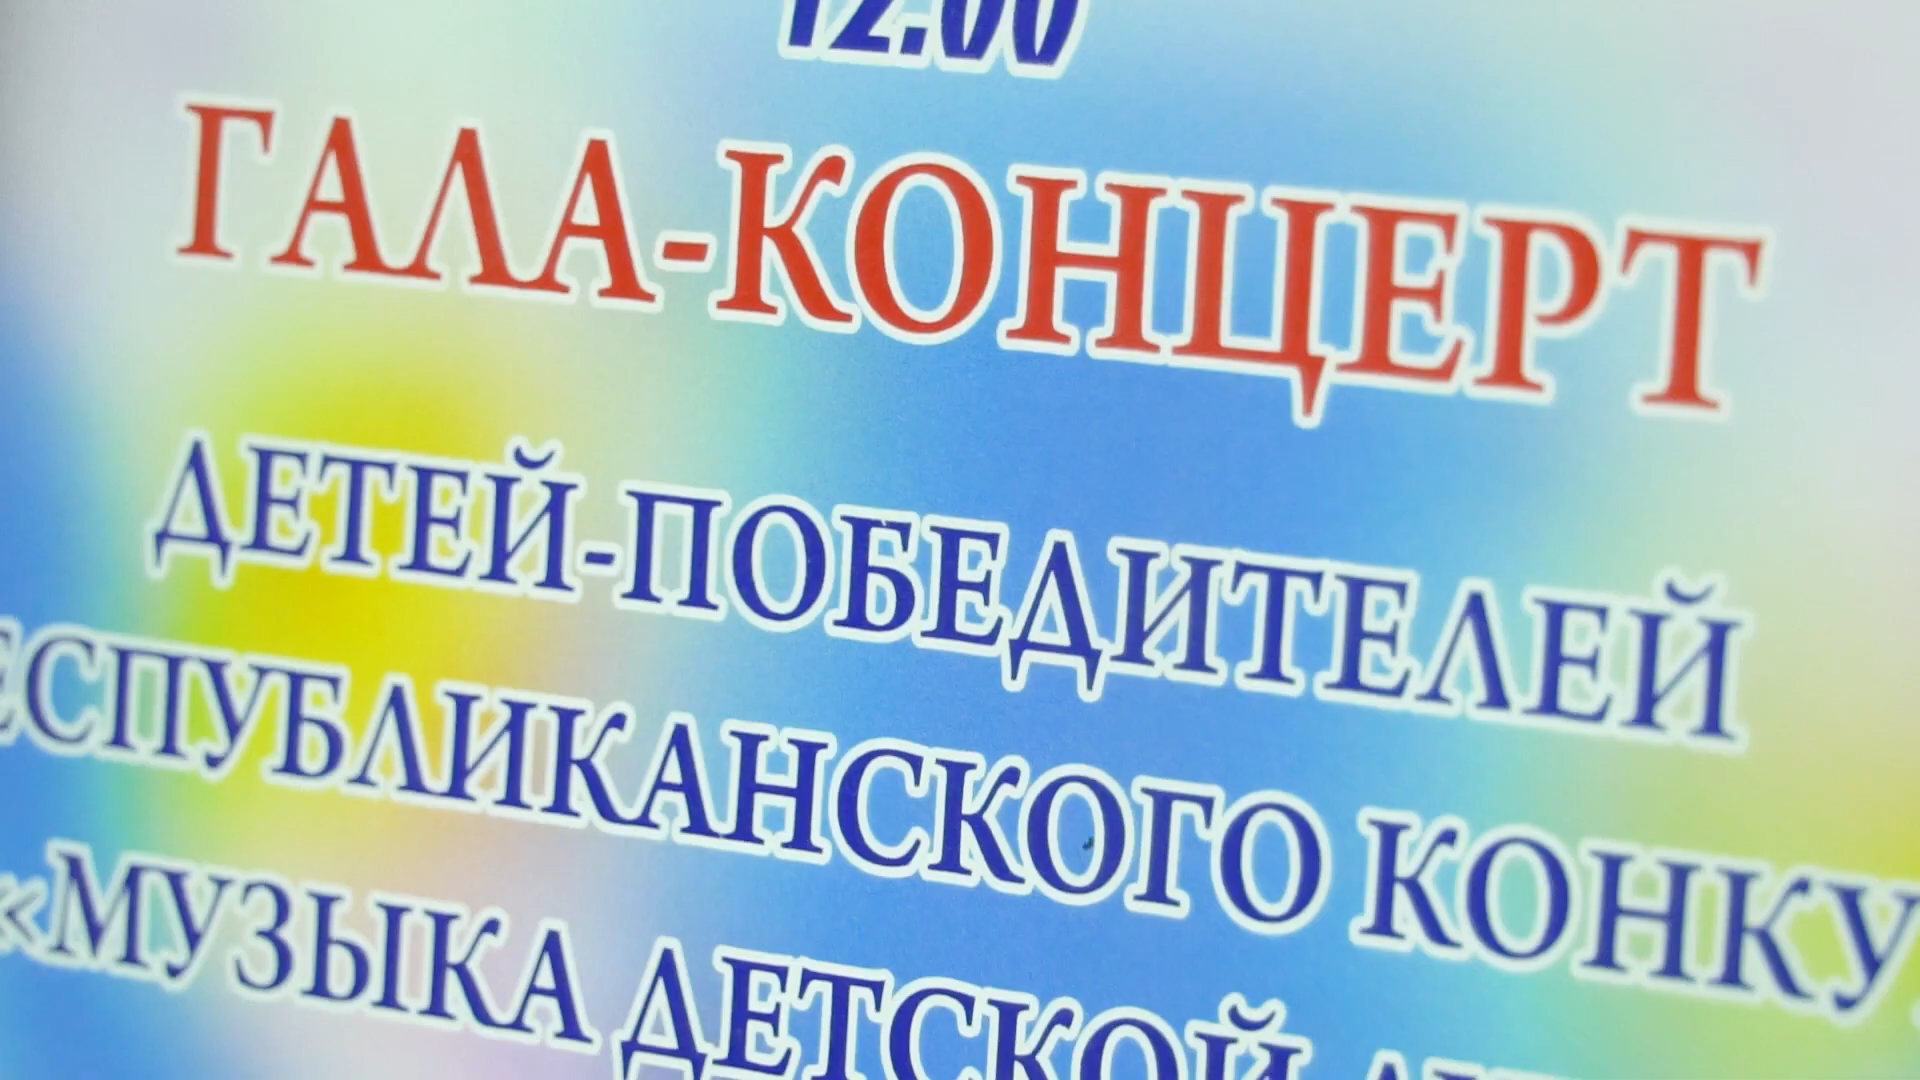 12.00
ГАЛА-КОНЦЕРТ
ДЕТЕЙ-ПОБЕДИТЕЛЕЙ
ЕСПУБЛИКАНСКОГО КОНКУ
«МУЗЫКА ДЕТСКОЙ